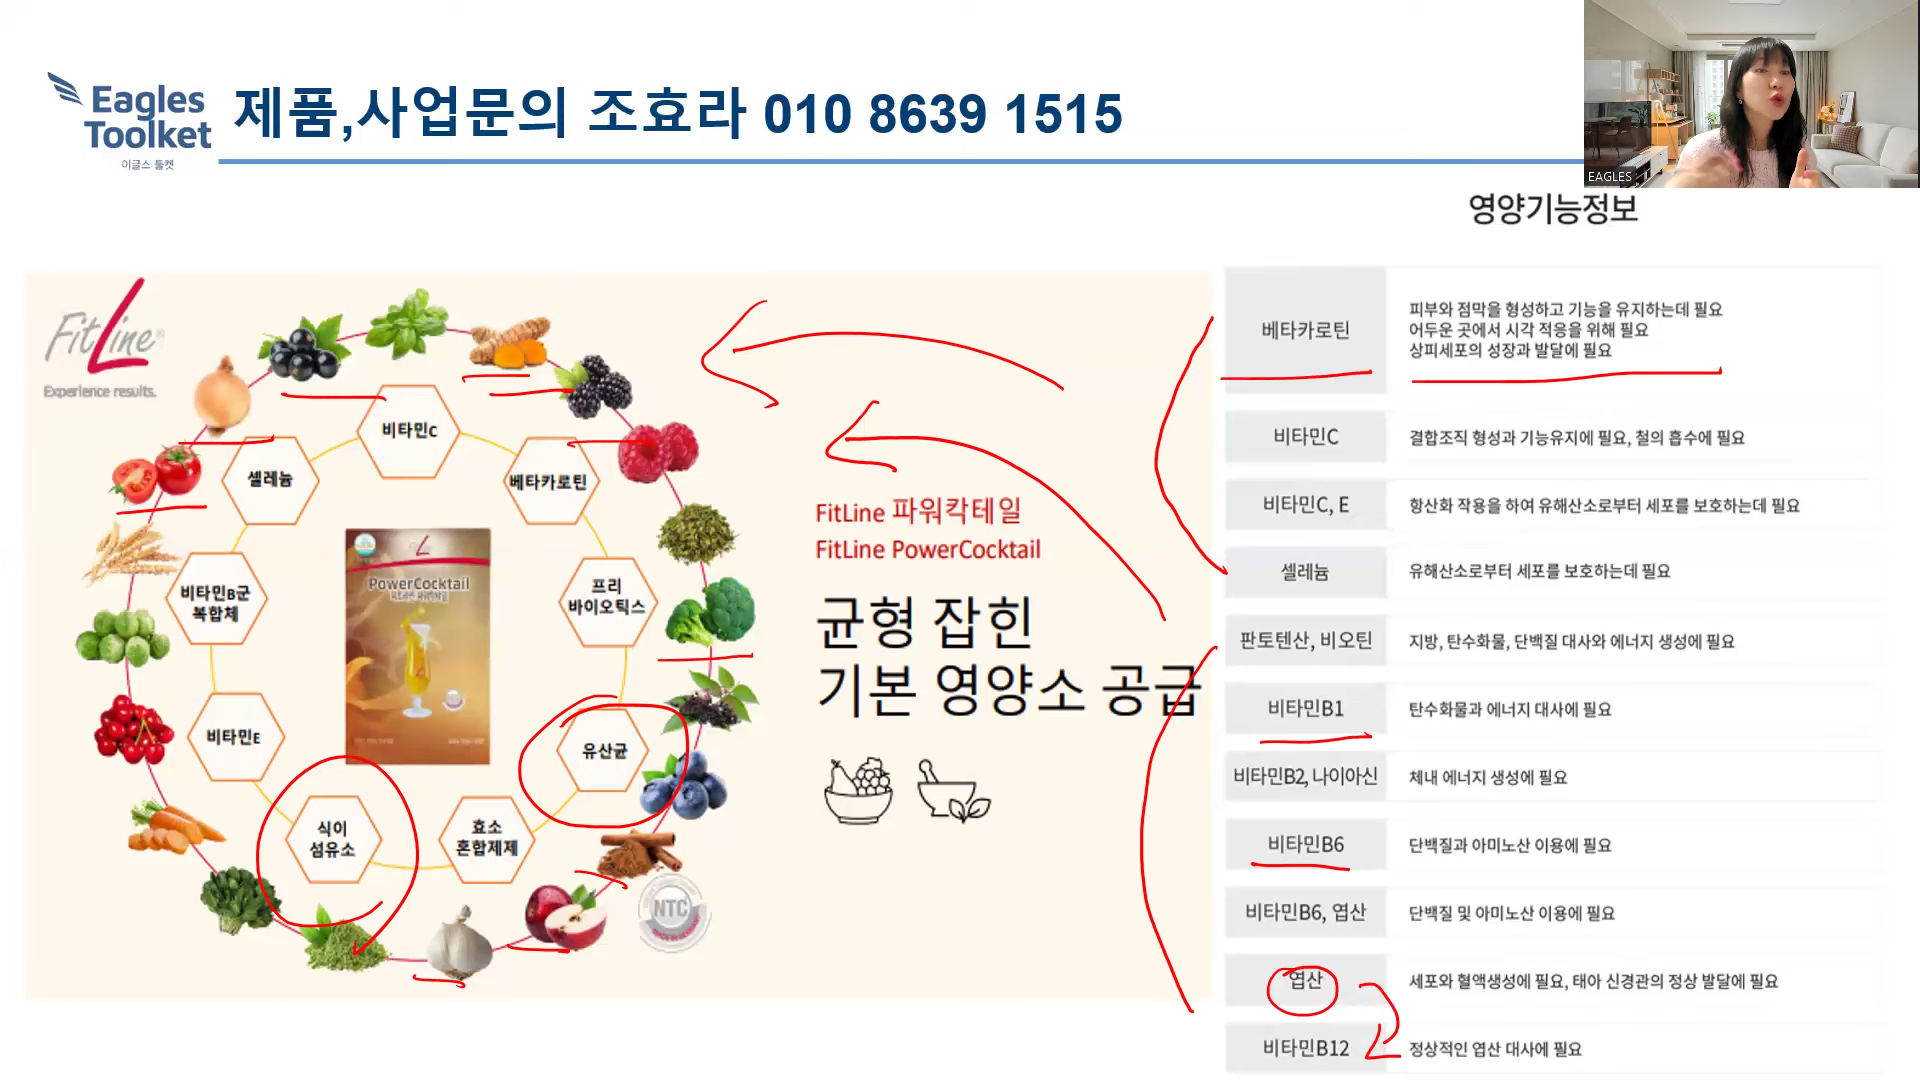 Eagles
Toolket
이글스 툴켓
제품,사업문의 조효라 010 8639 1515
EAGLES
영양기능정보
FitLine®
Experience results.
비타민C
셀레늄
베타카로틴
비타민B군
복합체
프리
바이오틱스
비타민E
유산균
식이
섬유소
효소
혼합제제
PowerCocktail
NTC
FitLine 파워칵테일
FitLine PowerCocktail
균형 잡힌
기본 영양소 공급
베타카로틴
피부와 점막을 형성하고 기능을 유지하는데 필요
어두운 곳에서 시각 적응을 위해 필요
상피세포의 성장과 발달에 필요
비타민C
결합조직 형성과 기능유지에 필요, 철의 흡수에 필요
비타민C, E
항산화 작용을 하여 유해산소로부터 세포를 보호하는데 필요
셀레늄
유해산소로부터 세포를 보호하는데 필요
판토텐산, 비오틴
지방, 탄수화물, 단백질 대사와 에너지 생성에 필요
비타민B1
탄수화물과 에너지 대사에 필요
비타민B2, 나이아신
체내 에너지 생성에 필요
비타민B6
단백질과 아미노산 이용에 필요
비타민B6, 엽산
단백질 및 아미노산 이용에 필요
엽산
세포와 혈액생성에 필요, 태아 신경관의 정상 발달에 필요
비타민B12
정상적인 엽산 대사에 필요